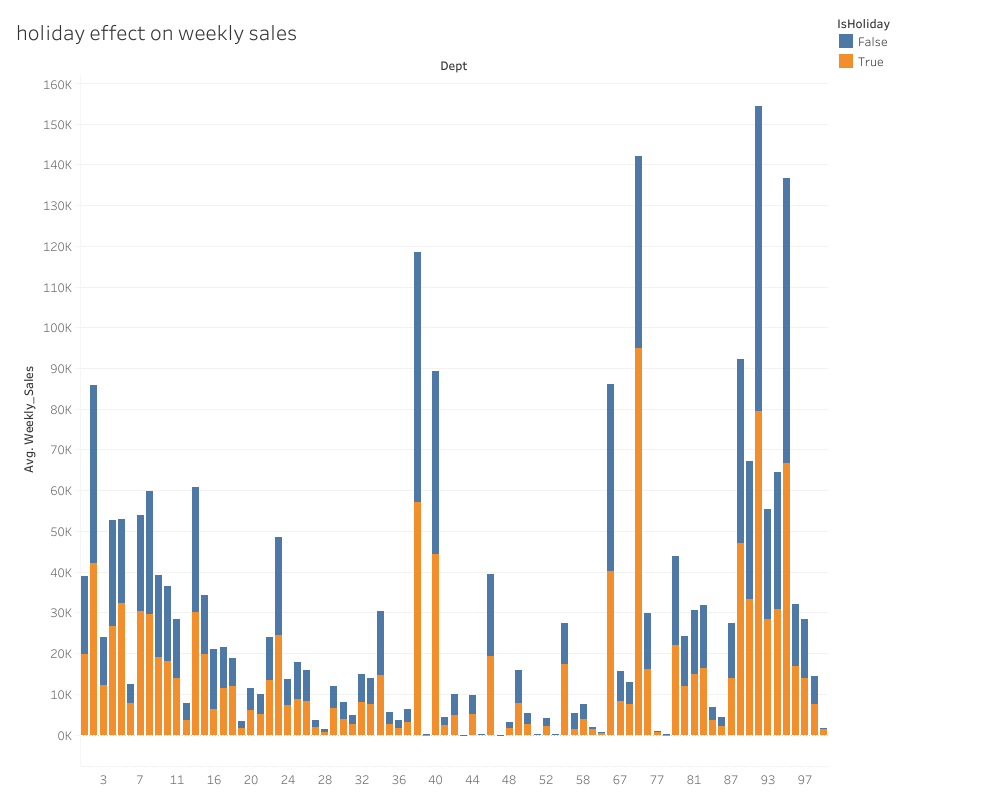 holiday effect on weekly sales
IsHoliday
False
True
Dept
160K
150K
140K
130K
120K
110K
100K
90K
80K
70K
60K
50K
40K
30K
20K
10K
0K
Avg. Weekly_Sales
3 7 11 16 20 24 28 32 36 40 44 48 52 58 67 77 81 87 93 97